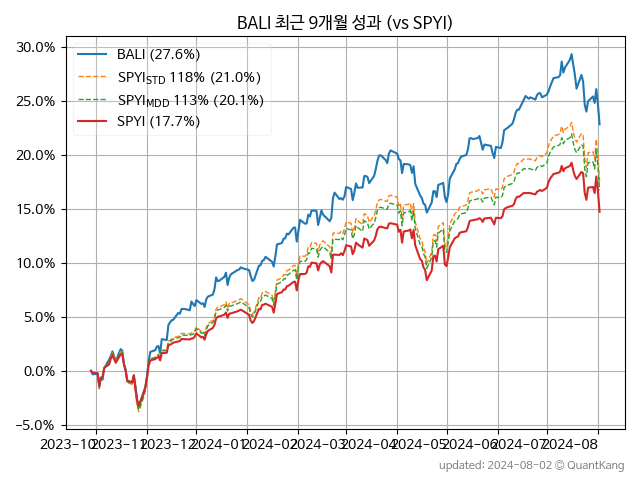 BALI 최근 9개월 성과 (vs SPYI)
30.0%
25.0%
20.0%
15.0%
10.0%
5.0%
0.0%
−5.0%
BALI (27.6%)
SPYI_STD 118% (21.0%)
SPYI_MDD 113% (20.1%)
SPYI (17.7%)
2023-10 2023-11 2023-12 2024-01 2024-02 2024-03 2024-04 2024-05 2024-06 2024-07 2024-08
updated: 2024-08-02 © QuantKang